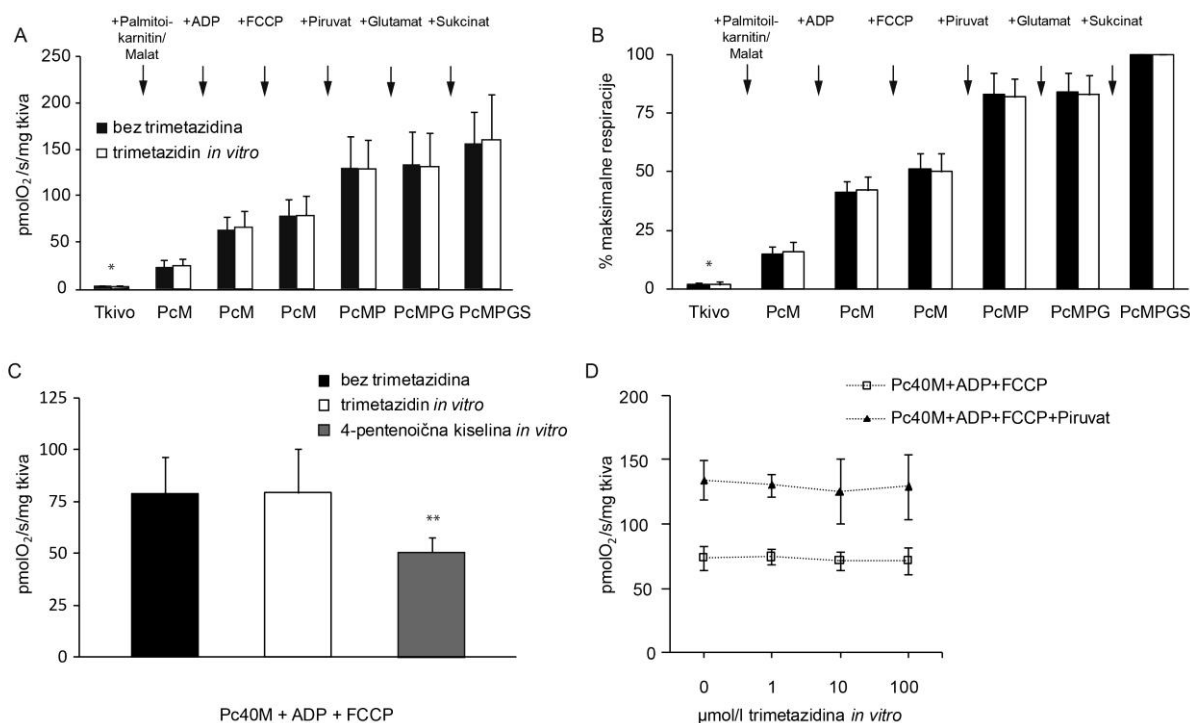 A
+Palmitoil-
karnitin/
Malat
+ADP
+FCCP
+Piruvat
+Glutamat
+Sukcinat
250
200
150
100
50
0
pmolO2/s/mg tkiva
bez trimetazidina
trimetazidin in vitro
*
Tkivo
PcM
PcM
PcM
PcMP
PcMPG
PcMPGS
B
+Palmitoil-
karnitin/
Malat
+ADP
+FCCP
+Piruvat
+Glutamat
+Sukcinat
100
75
50
25
0
% maksimalne respiracije
*
Tkivo
PcM
PcM
PcM
PcMP
PcMPG
PcMPGS
C
125
100
75
50
25
0
pmolO2/s/mg tkiva
bez trimetazidina
trimetazidin in vitro
4-pentenoična kiselina in vitro
**
Pc40M + ADP + FCCP
D
Pc40M+ADP+FCCP
Pc40M+ADP+FCCP+Piruvat
200
150
100
50
0
pmolO2/s/mg tkiva
0
1
10
100
µmol/l trimetazidina in vitro